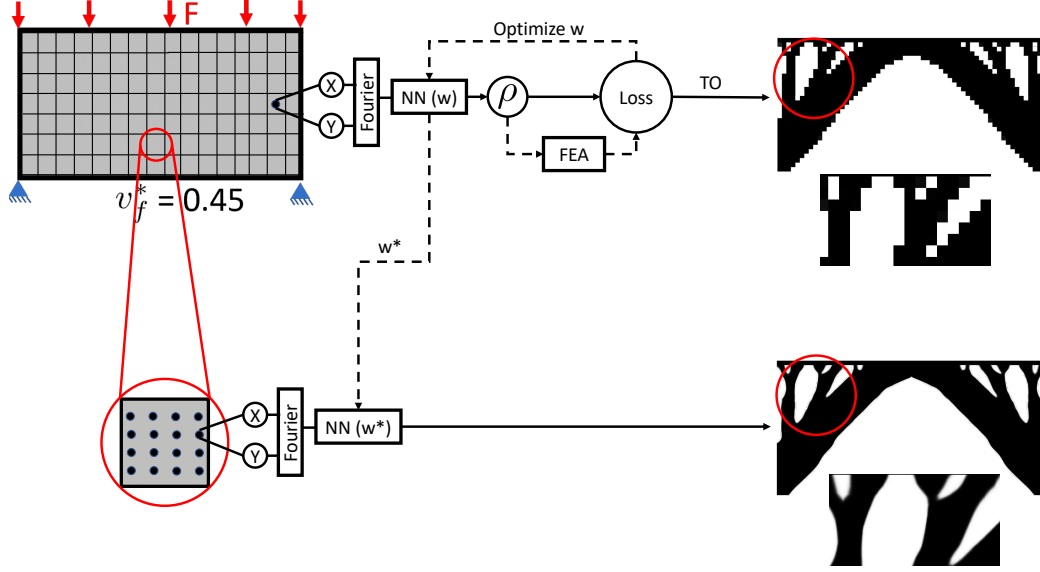 F
Optimize w
X
Y
Fourier
NN (w)
ρ
Loss
TO
FEA
v*f = 0.45
w*
X
Y
Fourier
NN (w*)